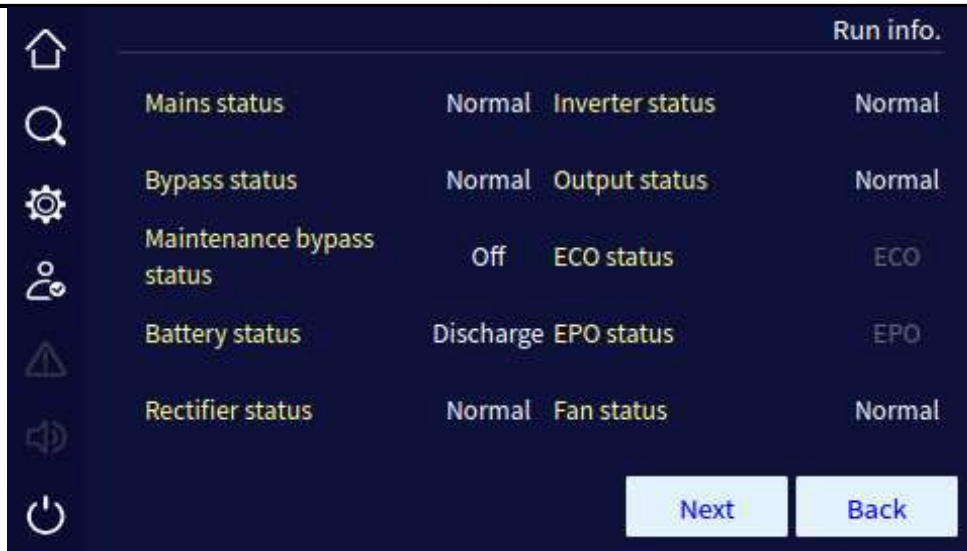 Run info.
Mains status Normal Inverter status Normal
Bypass status Normal Output status Normal
Maintenance bypass
status Off ECO status ECO
Battery status Discharge EPO status EPO
Rectifier status Normal Fan status Normal
Next Back